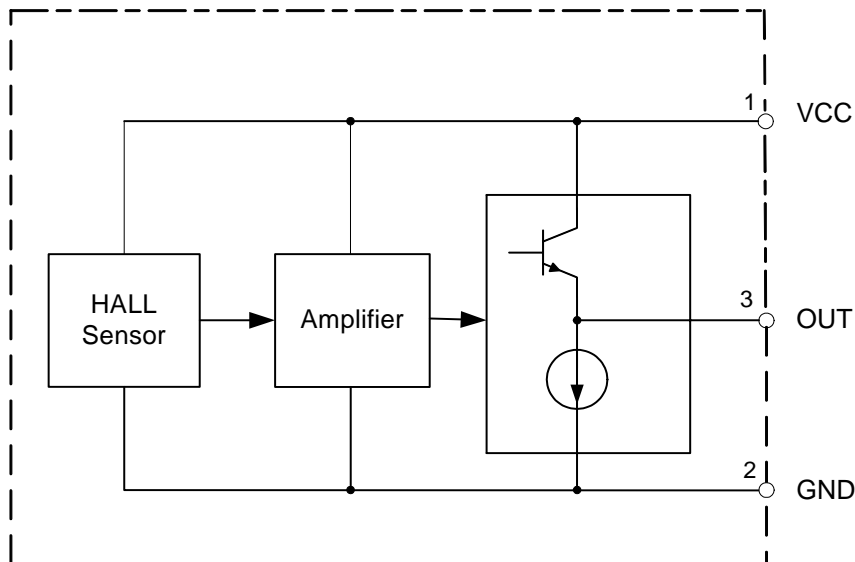 1
VCC
HALL
Sensor
Amplifier
3
OUT
2
GND